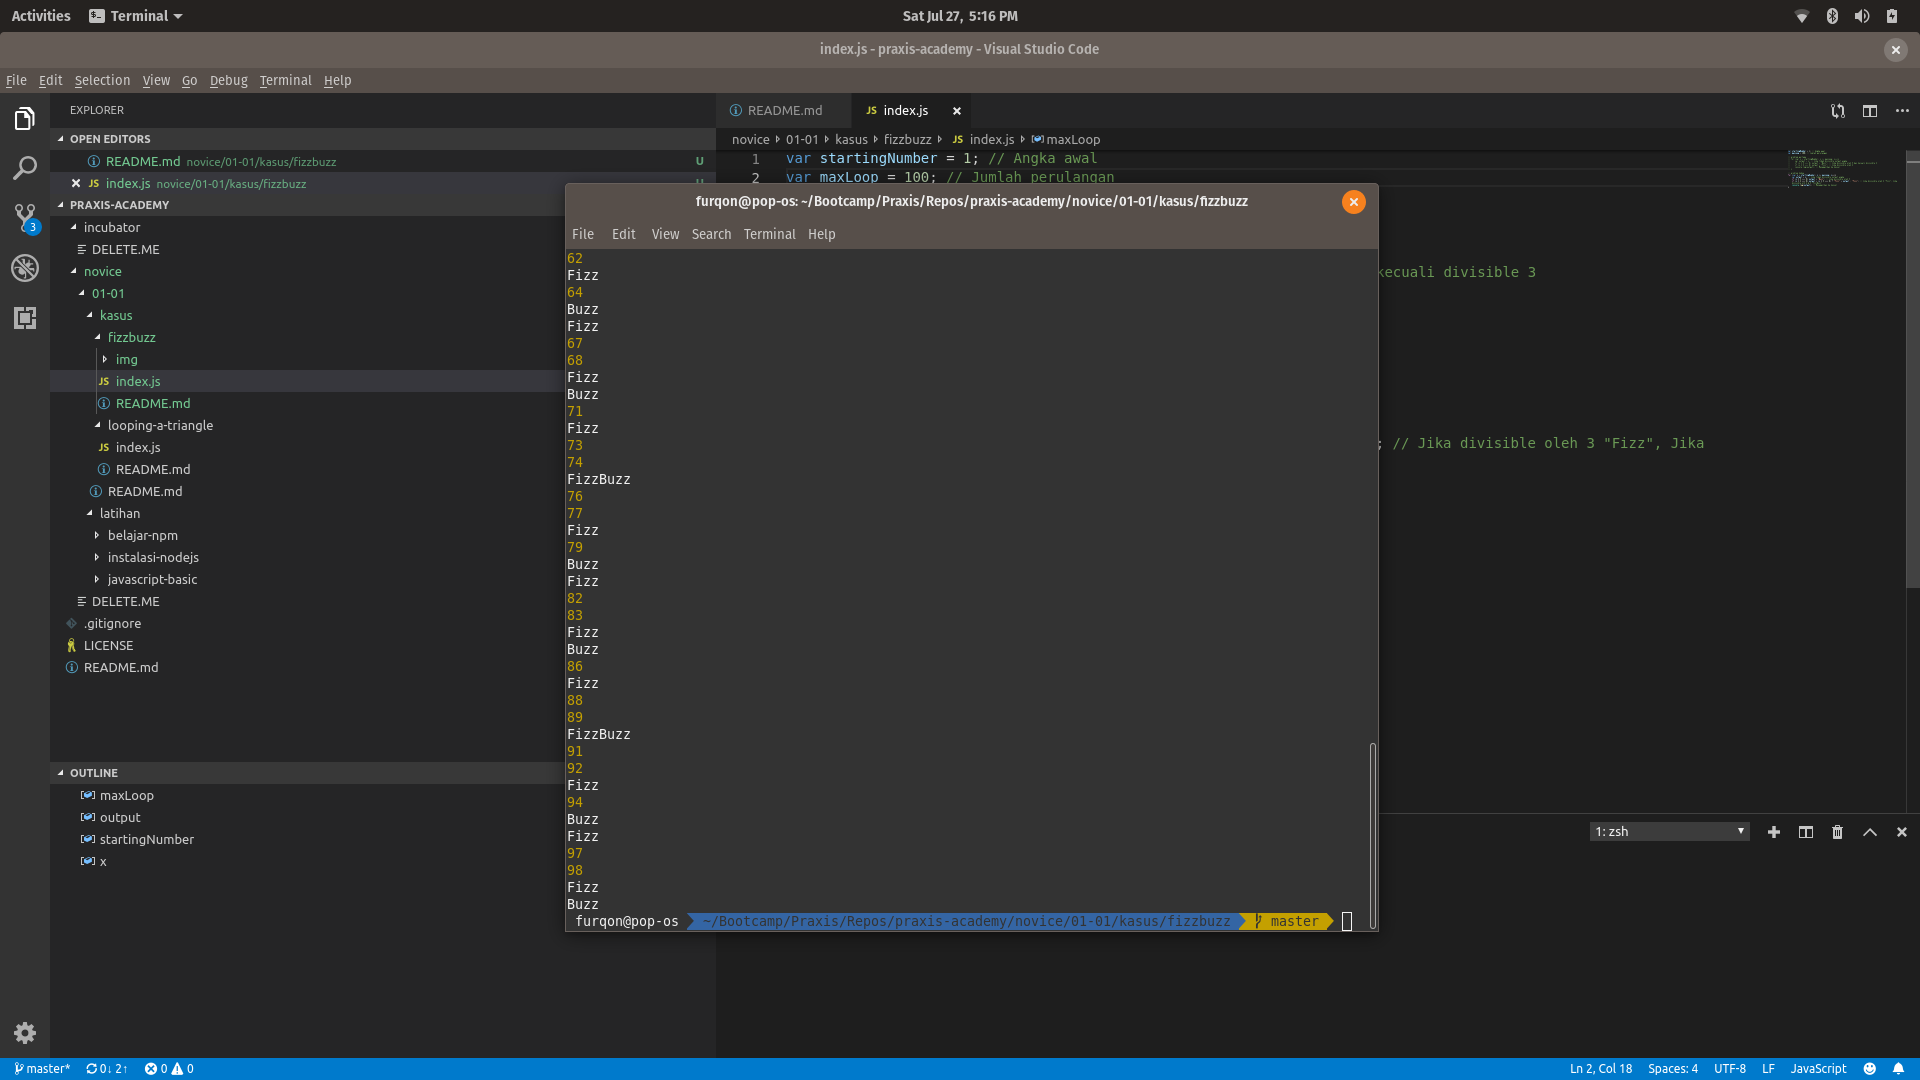 Activities Terminal Sat Jul 27, 5:16 PM
index.js - praxis-academy - Visual Studio Code
File Edit Selection View Go Debug Terminal Help
EXPLORER
OPEN EDITORS
README.md novice/01-01/kasus/fizzbuzz U
JS index.js novice/01-01/kasus/fizzbuzz U
PRAXIS-ACADEMY
incubator
DELETE.ME
novice
01-01
kasus
fizzbuzz
img
JS index.js
README.md
looping-a-triangle
JS index.js
README.md
README.md
latihan
belajar-npm
instalasi-nodejs
javascript-basic
DELETE.ME
.gitignore
LICENSE
README.md
OUTLINE
maxLoop
output
startingNumber
x
3
README.md JS index.js
novice 01-01 kasus fizzbuzz JS index.js maxLoop
1 var startingNumber = 1; // Angka awal
2 var maxLoop = 100; // Jumlah perulangan
kecuali divisible 3
; // Jika divisible oleh 3 "Fizz", Jika
furqon@pop-os: ~/Bootcamp/Praxis/Repos/praxis-academy/novice/01-01/kasus/fizzbuzz
File Edit View Search Terminal Help
62
Fizz
64
Buzz
Fizz
67
68
Fizz
Buzz
71
Fizz
73
74
FizzBuzz
76
77
Fizz
79
Buzz
Fizz
82
83
Fizz
Buzz
86
Fizz
88
89
FizzBuzz
91
92
Fizz
94
Buzz
Fizz
97
98
Fizz
Buzz
furqon@pop-os ~/Bootcamp/Praxis/Repos/praxis-academy/novice/01-01/kasus/fizzbuzz master
1: zsh
master* 0↓ 2↑ 0 0 Ln 2, Col 18 Spaces: 4 UTF-8 LF JavaScript